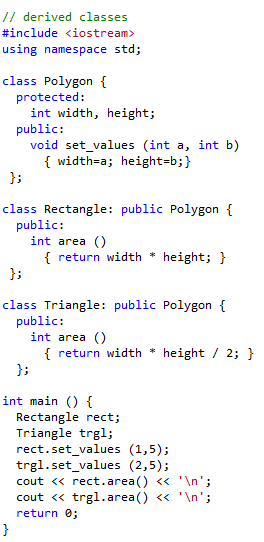 // derived classes
#include <iostream>
using namespace std;

class Polygon {
  protected:
    int width, height;
  public:
    void set_values (int a, int b)
      { width=a; height=b;}
 };

class Rectangle: public Polygon {
  public:
    int area ()
      { return width * height; }
 };

class Triangle: public Polygon {
  public:
    int area ()
      { return width * height / 2; }
  };

int main () {
  Rectangle rect;
  Triangle trgl;
  rect.set_values (1,5);
  trgl.set_values (2,5);
  cout << rect.area() << '\n';
  cout << trgl.area() << '\n';
  return 0;
}